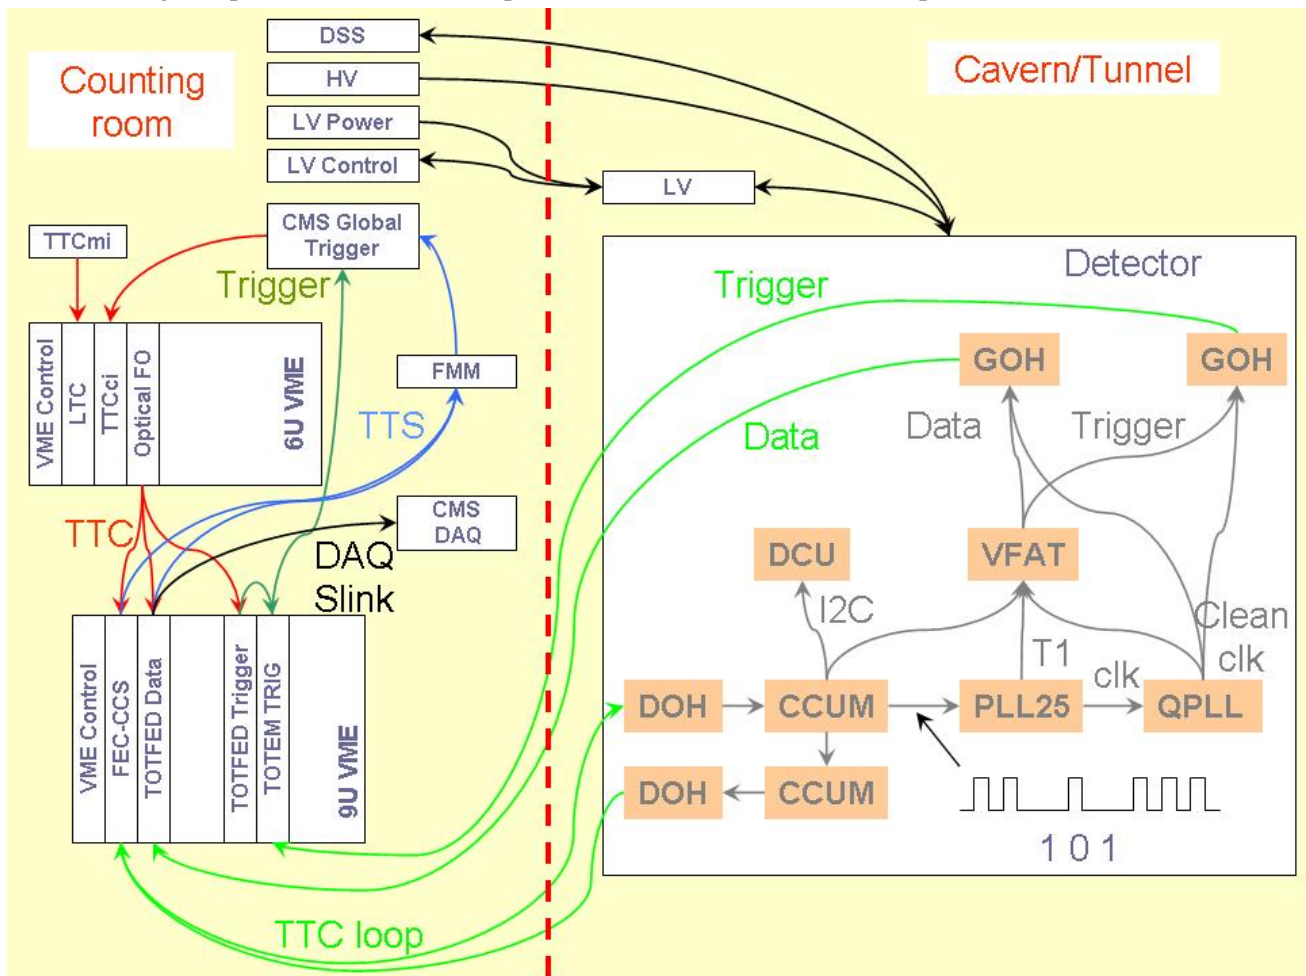 DSS
HV
LV Power
LV Control
Counting
room
Cavern/Tunnel
LV
TTCmi
CMS Global
Trigger
Trigger
VME Control
LTC
TTCci
Optical FO
6U VME
FMM
TTS
CMS
DAQ
TTC
DAQ
Slink
VME Control
FEC-CCS
TOTFED Data
TOTFED Trigger
TOTEM TRIG
9U VME
TTC loop
Detector
Trigger
Data
GOH
GOH
Data
Trigger
DCU
VFAT
I2C
T1
Clean
clk
clk
DOH
CCUM
PLL25
QPLL
DOH
CCUM
1 0 1